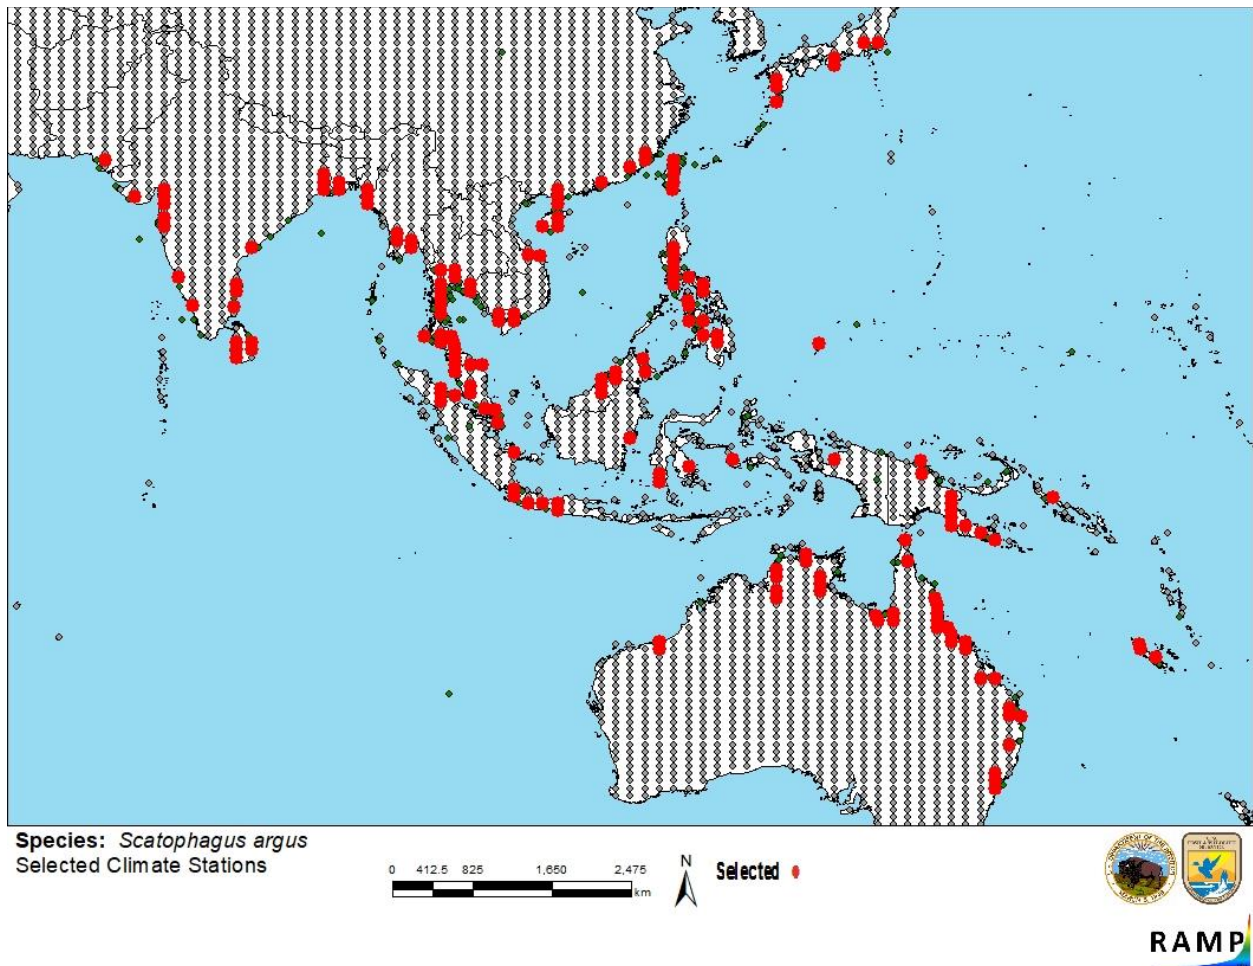 Species: Scatophagus argus
Selected Climate Stations
0 412.5 825 1,650 2,475
km
N
Selected
RAMP